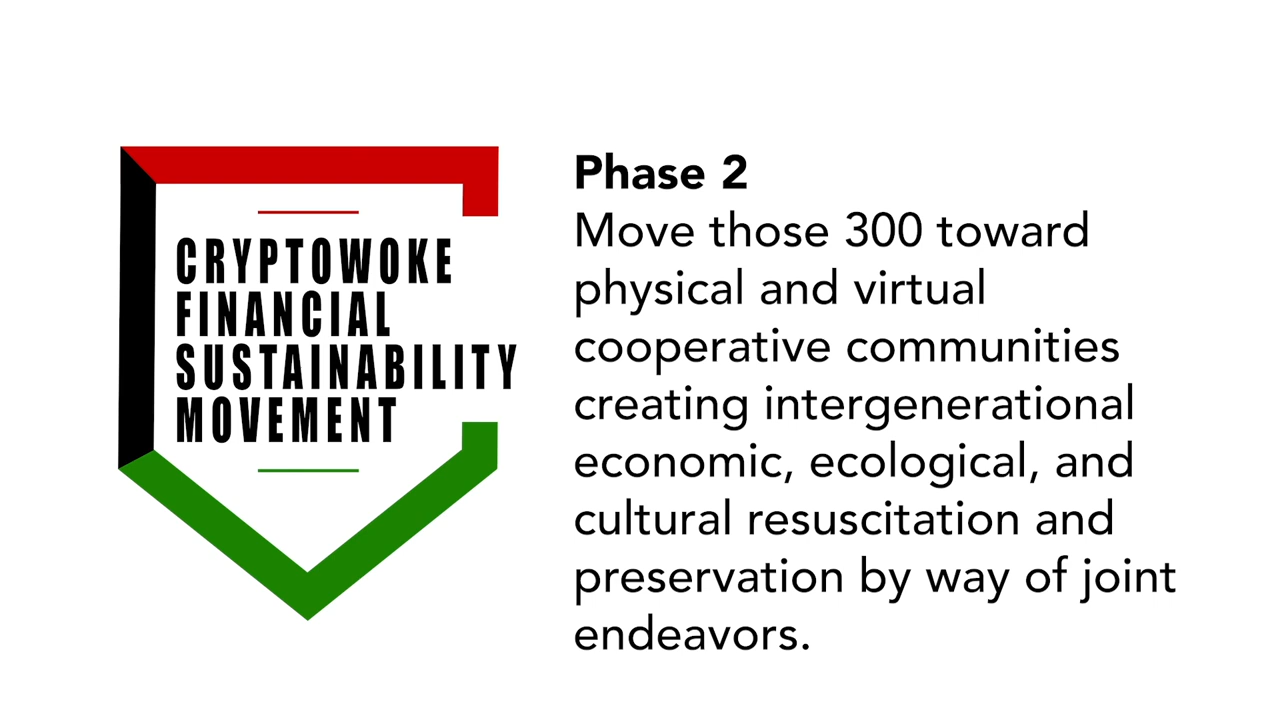 CRYPTOWOKE
FINANCIAL
SUSTAINABILITY
MOVEMENT
Phase 2
Move those 300 toward
physical and virtual
cooperative communities
creating intergenerational
economic, ecological, and
cultural resuscitation and
preservation by way of joint
endeavors.